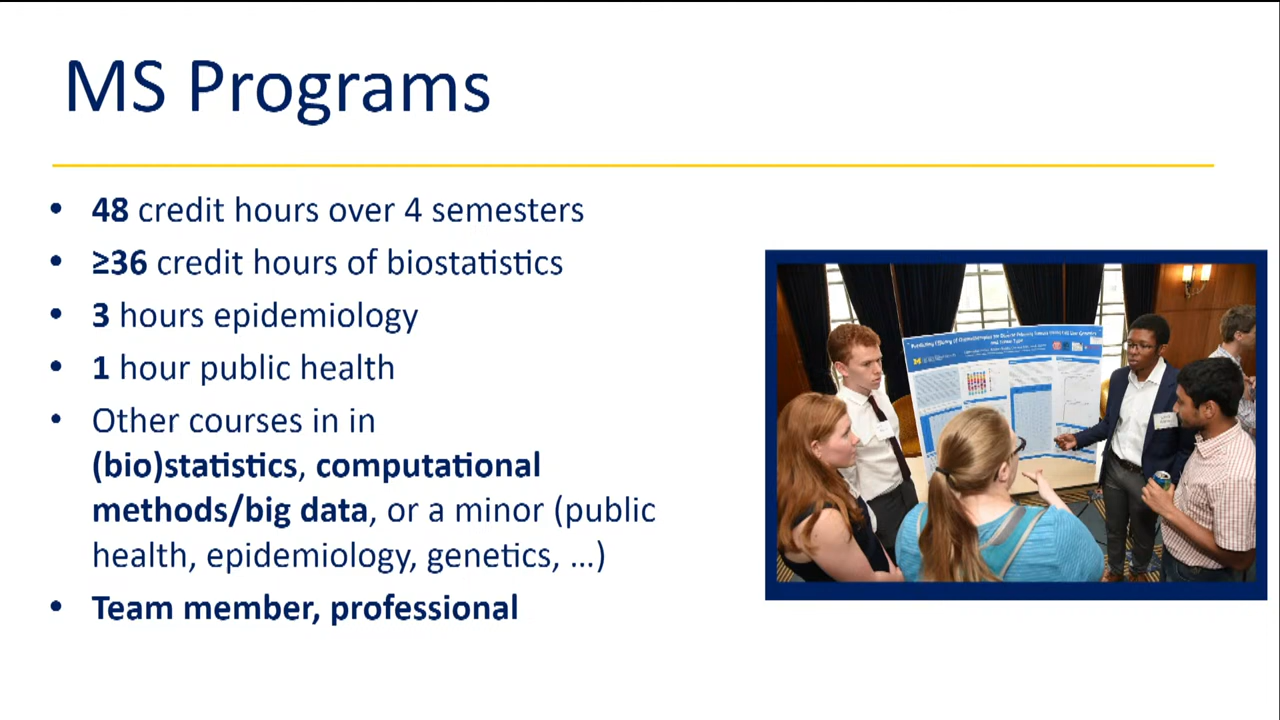 MS Programs
• 48 credit hours over 4 semesters
• ≥36 credit hours of biostatistics
• 3 hours epidemiology
• 1 hour public health
• Other courses in in
(bio)statistics, computational
methods/big data, or a minor (public
health, epidemiology, genetics, ...)
• Team member, professional